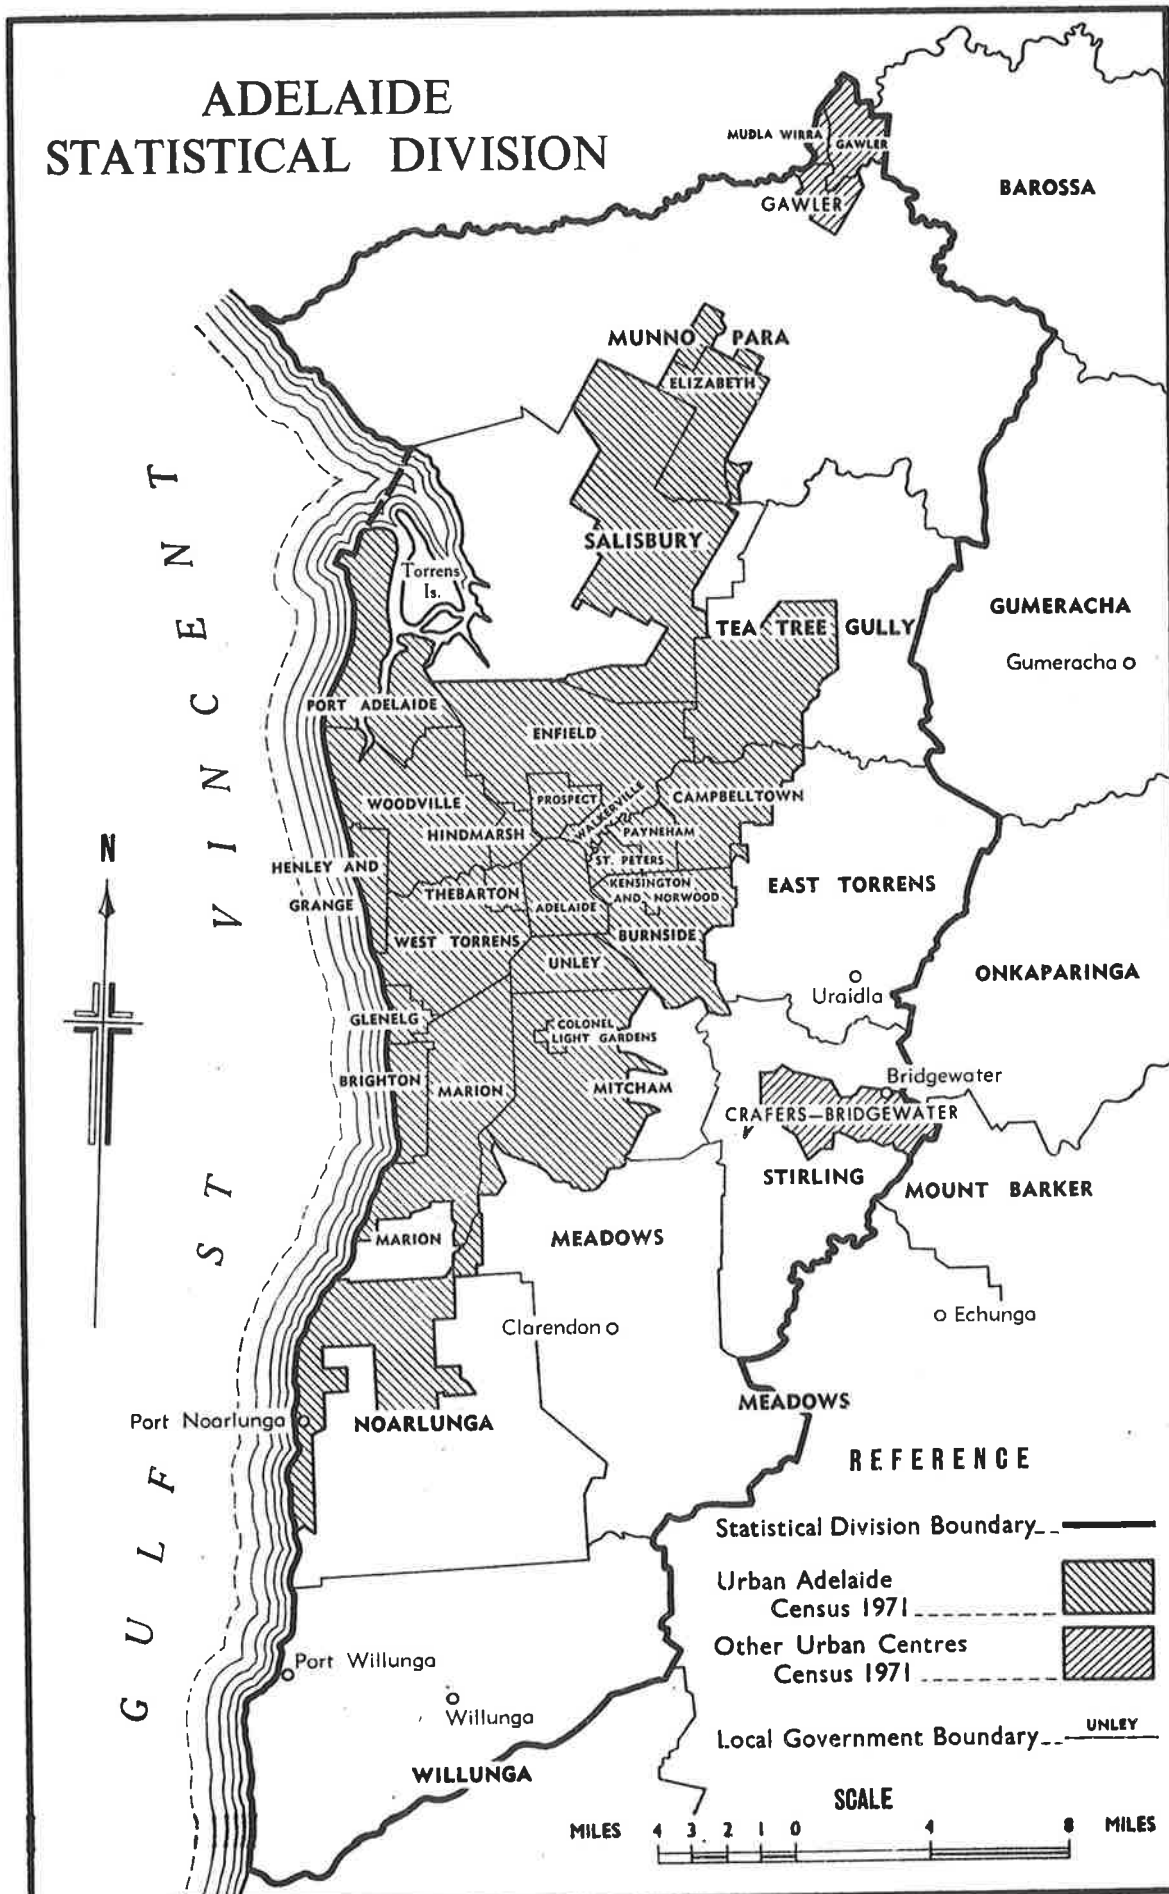 ADELAIDE
STATISTICAL DIVISION
MUDLA WIRRA
GAWLER
GAWLER
BAROSSA
MUNNO PARA
ELIZABETH
SALISBURY
Torrens
Is.
TEA TREE GULLY
GUMERACHA
Gumeracha
PORT ADELAIDE
ENFIELD
WOODVILLE
PROSPECT
WALKERVILLE
CAMPBELLTOWN
HINDMARSH
PAYNEHAM
ST. PETERS
HENLEY AND
GRANGE
THEBARTON
KENSINGTON
AND NORWOOD
ADELAIDE
EAST TORRENS
WEST TORRENS
BURNSIDE
UNLEY
ONKAPARINGA
Uraidla
GLENELG
COLONEL
LIGHT GARDENS
BRIGHTON
MARION
MITCHAM
Bridgewater
CRAFERS—BRIDGEWATER
STIRLING
MOUNT BARKER
MARION
MEADOWS
Clarendon
Echunga
MEADOWS
Port Noarlunga
NOARLUNGA
Port Willunga
Willunga
WILLUNGA
GULF ST VINCENT
N
REFERENCE
Statistical Division Boundary
Urban Adelaide
Census 1971
Other Urban Centres
Census 1971
Local Government Boundary
UNLEY
SCALE
MILES 4 3 2 1 0 4 8 MILES